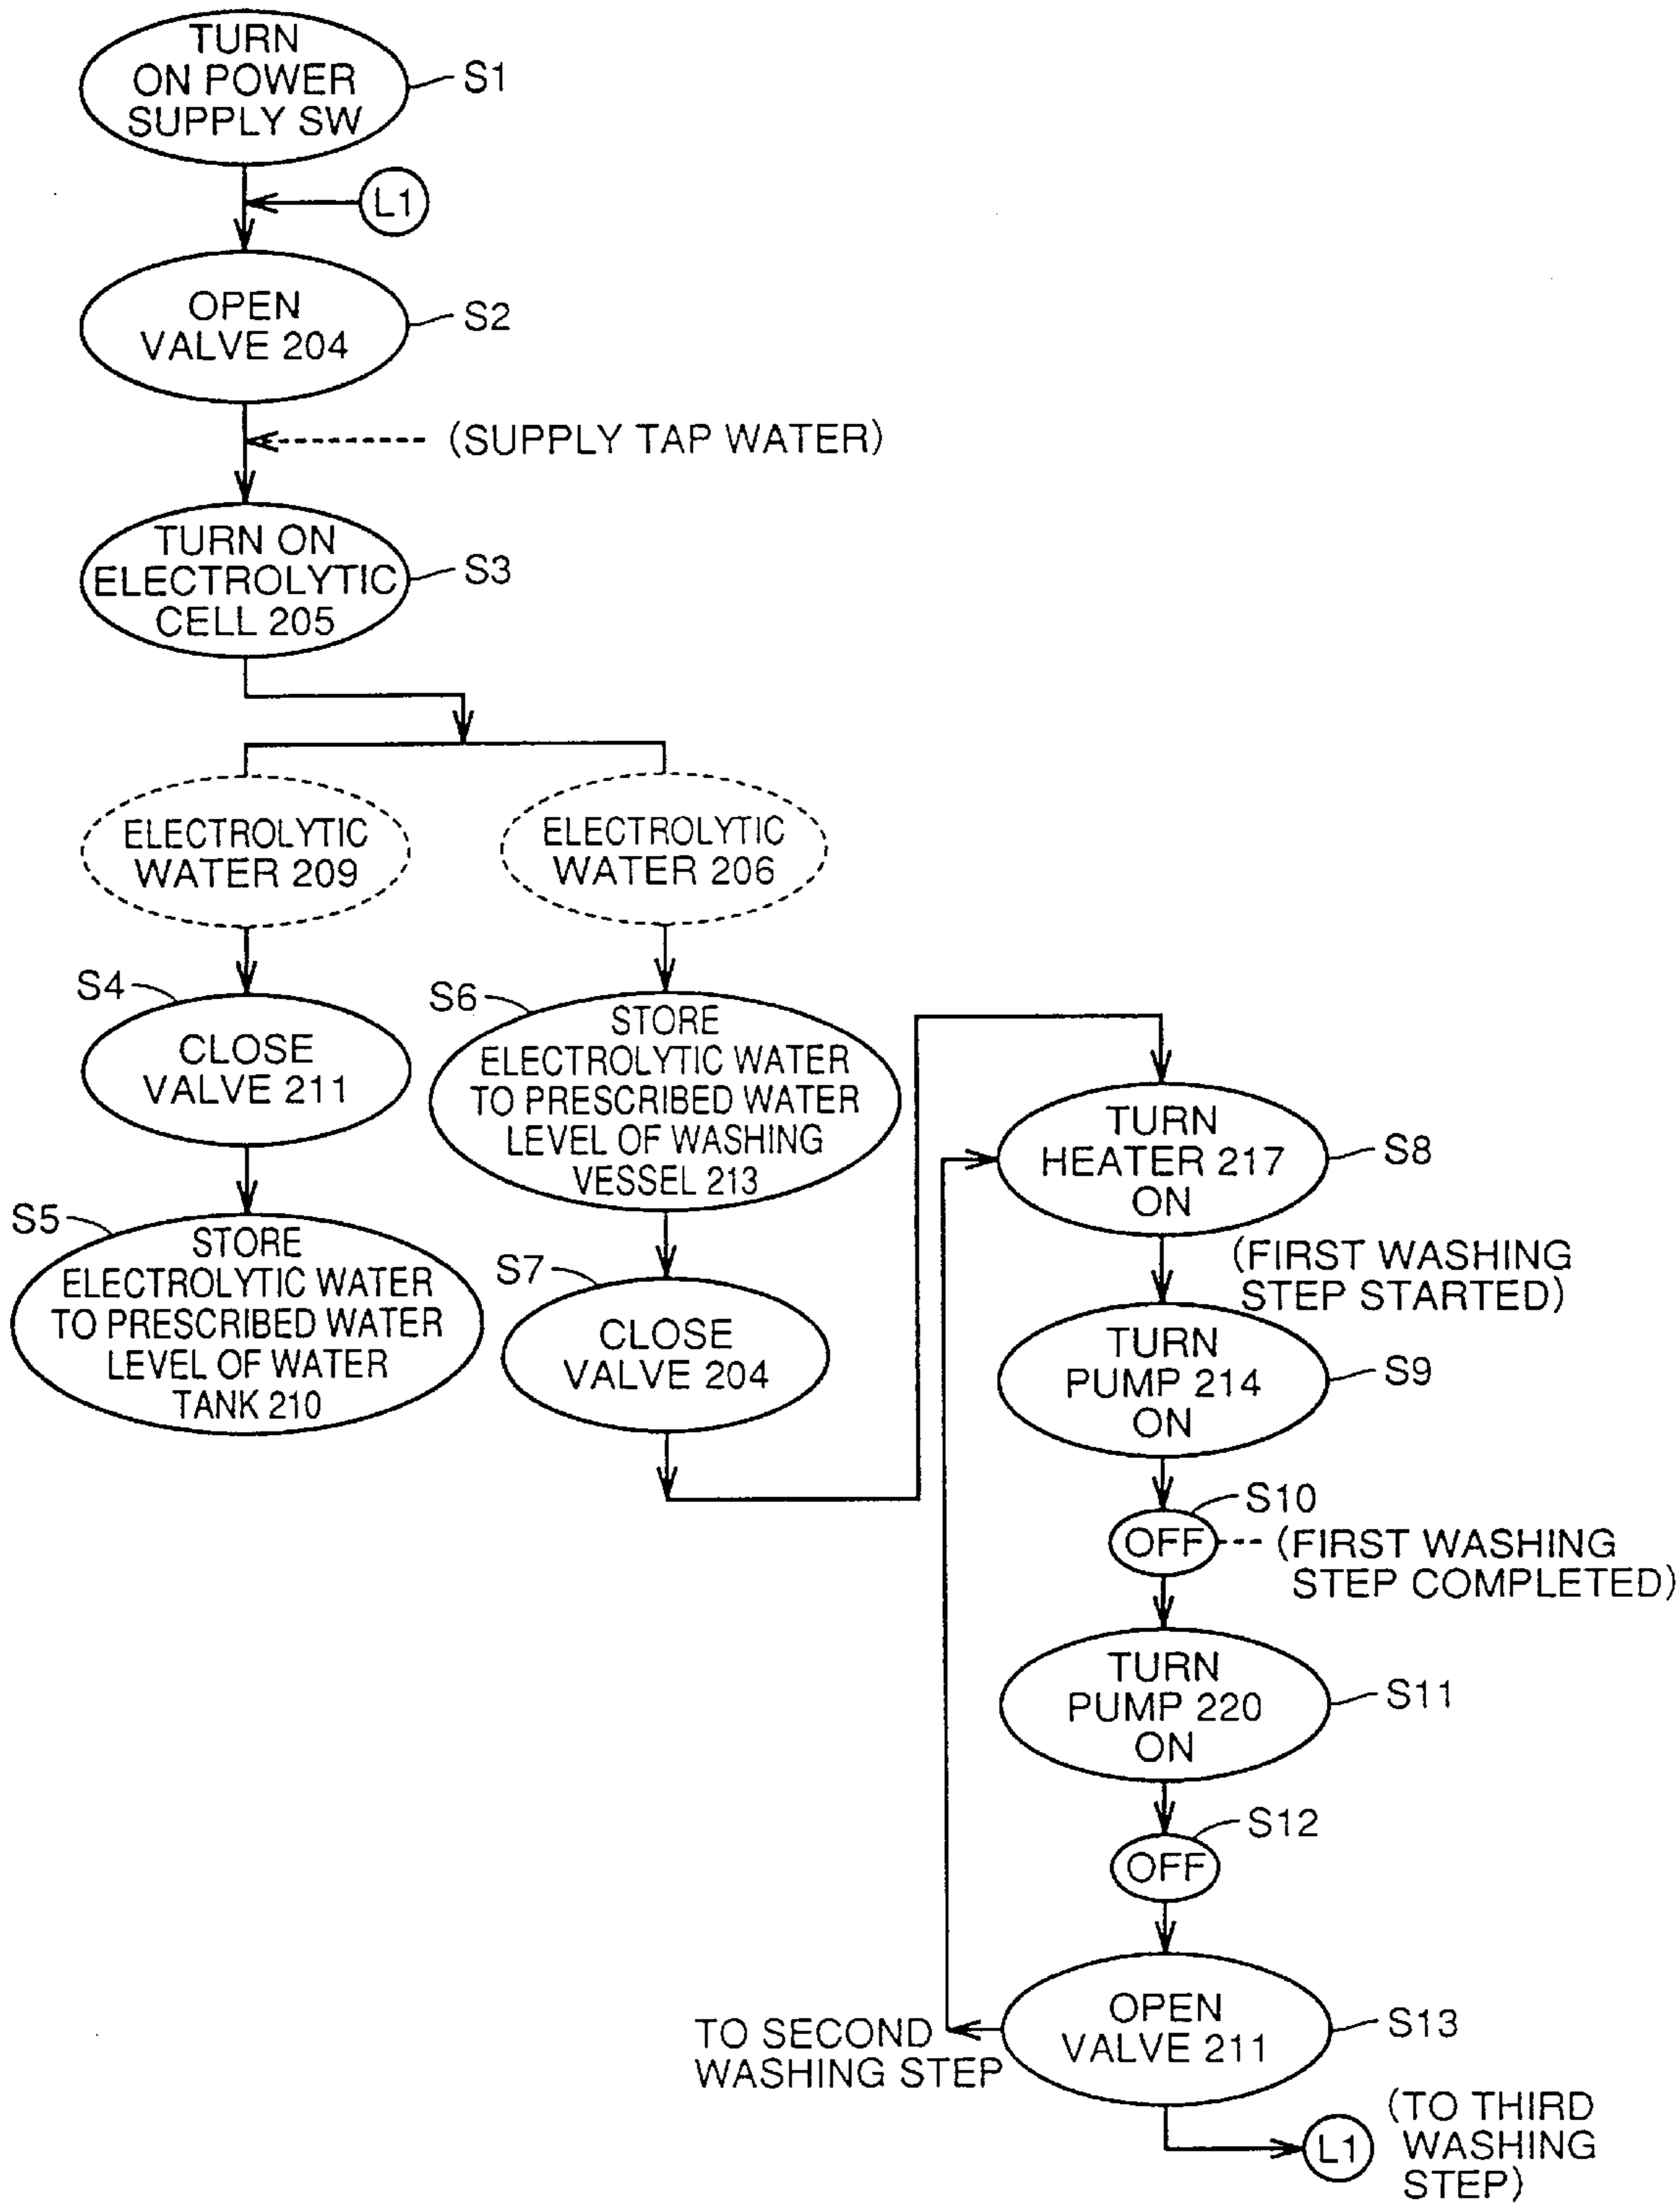 TURN
ON POWER
SUPPLY SW
S1
L1
OPEN
VALVE 204
S2
(SUPPLY TAP WATER)
TURN ON
ELECTROLYTIC
CELL 205
S3
ELECTROLYTIC
WATER 209
ELECTROLYTIC
WATER 206
S4
CLOSE
VALVE 211
S5
STORE
ELECTROLYTIC WATER
TO PRESCRIBED WATER
LEVEL OF WATER
TANK 210
S6
STORE
ELECTROLYTIC WATER
TO PRESCRIBED WATER
LEVEL OF WASHING
VESSEL 213
S7
CLOSE
VALVE 204
TURN
HEATER 217
ON
S8
(FIRST WASHING
STEP STARTED)
TURN
PUMP 214
ON
S9
S10
OFF
(FIRST WASHING
STEP COMPLETED)
TURN
PUMP 220
ON
S11
S12
OFF
OPEN
VALVE 211
S13
TO SECOND
WASHING STEP
L1
(TO THIRD
WASHING
STEP)